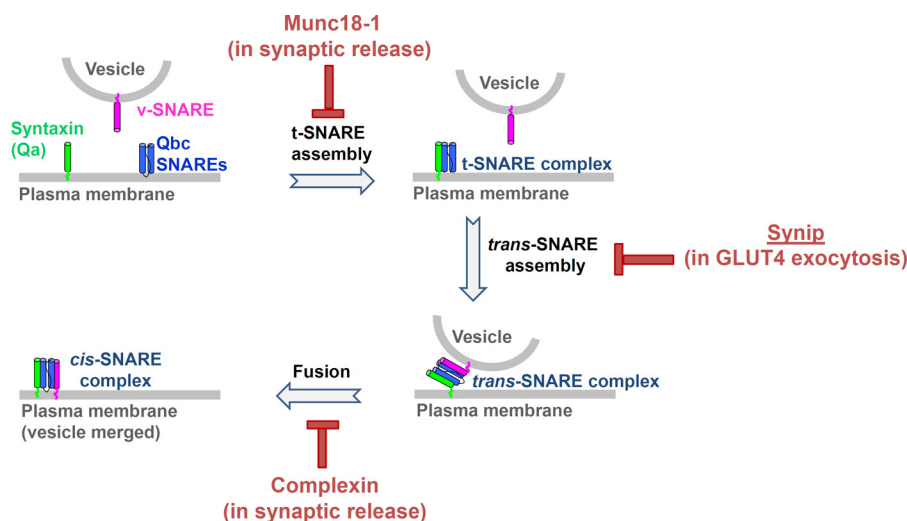 Munc18-1
(in synaptic release)
Vesicle
v-SNARE
Syntaxin
(Qa)
Qbc
SNAREs
Plasma membrane
t-SNARE
assembly
Vesicle
t-SNARE complex
Plasma membrane
trans-SNARE
assembly
Synip
(in GLUT4 exocytosis)
Vesicle
trans-SNARE complex
Plasma membrane
Fusion
cis-SNARE
complex
Plasma membrane
(vesicle merged)
Complexin
(in synaptic release)